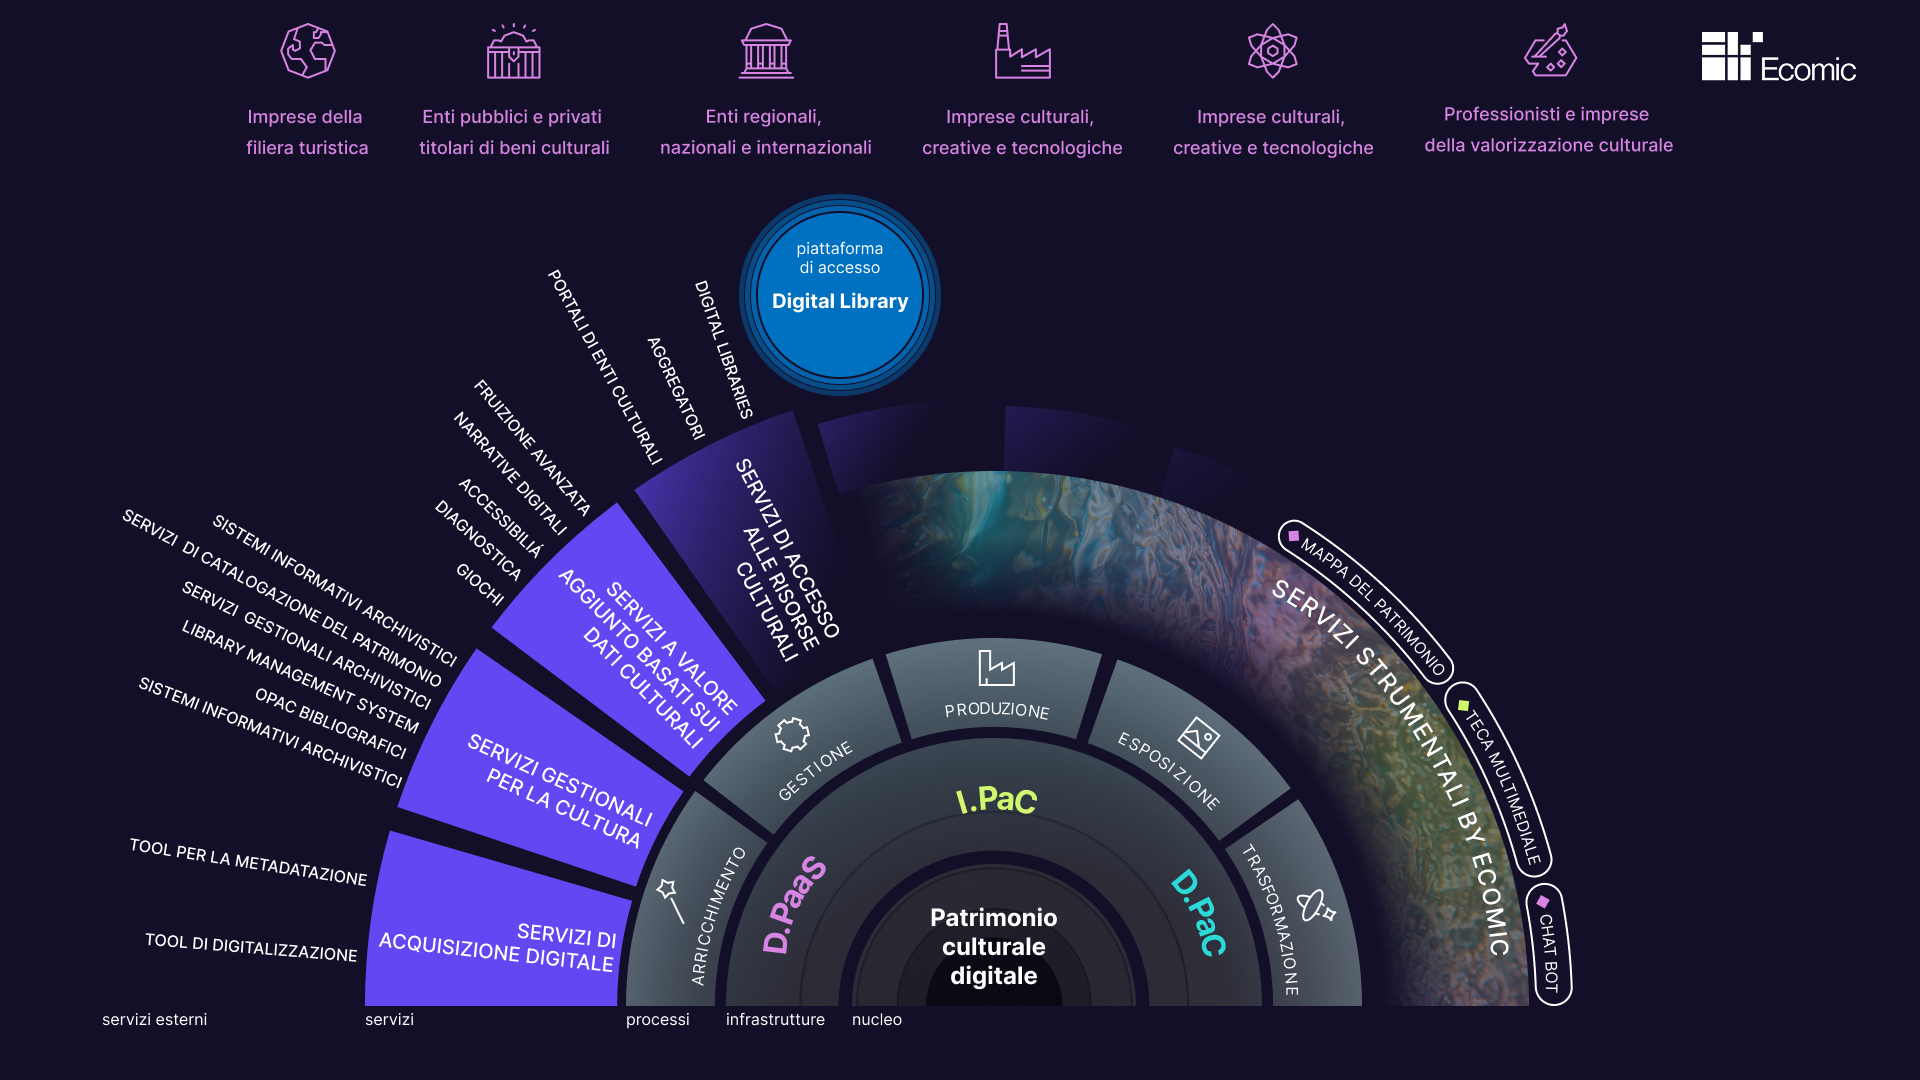 Imprese della
filiera turistica
Enti pubblici e privati
titolari di beni culturali
Enti regionali,
nazionali e internazionali
Imprese culturali,
creative e tecnologiche
Imprese culturali,
creative e tecnologiche
Professionisti e imprese
della valorizzazione culturale
Ecomic
piattaforma
di accesso
Digital Library
DIGITAL LIBRARIES
AGGREGATORI
PORTALI DI ENTI CULTURALI
FRUIZIONE AVANZATA
NARRATIVE DIGITALI
ACCESSIBILIÁ
DIAGNOSTICA
GIOCHI
SISTEMI INFORMATIVI ARCHIVISTICI
SERVIZI DI CATALOGAZIONE DEL PATRIMONIO
SERVIZI GESTIONALI ARCHIVISTICI
LIBRARY MANAGEMENT SYSTEM
OPAC BIBLIOGRAFICI
SISTEMI INFORMATIVI ARCHIVISTICI
TOOL PER LA METADATAZIONE
TOOL DI DIGITALIZZAZIONE
SERVIZI DI ACCESSO
ALLE RISORSE
CULTURALI
SERVIZI A VALORE
AGGIUNTO BASATI SUI
DATI CULTURALI
SERVIZI GESTIONALI
PER LA CULTURA
SERVIZI DI
ACQUISIZIONE DIGITALE
ARRICCHIMENTO
GESTIONE
PRODUZIONE
ESPOSIZIONE
TRASFORMAZIONE
D.PaaS
I.PaC
D.PaC
Patrimonio
culturale
digitale
SERVIZI STRUMENTALI BY ECOMIC
MAPPA DEL PATRIMONIO
TECA MULTIMEDIALE
CHAT BOT
servizi esterni
servizi
processi
infrastrutture
nucleo